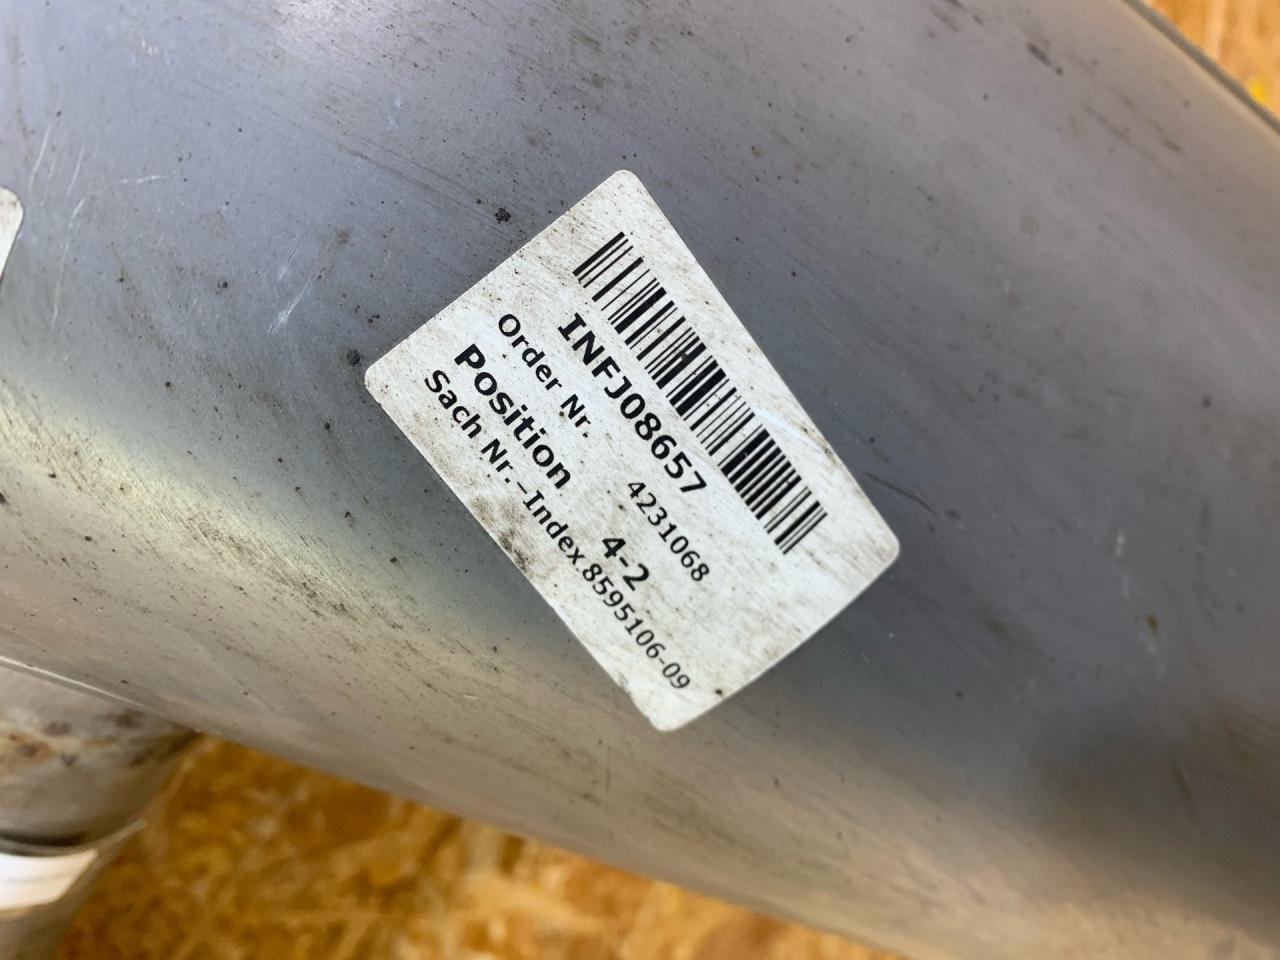 INFJ08657
Order Nr. 4231068
Position 4-2
Sach Nr.-Index 8595106-09